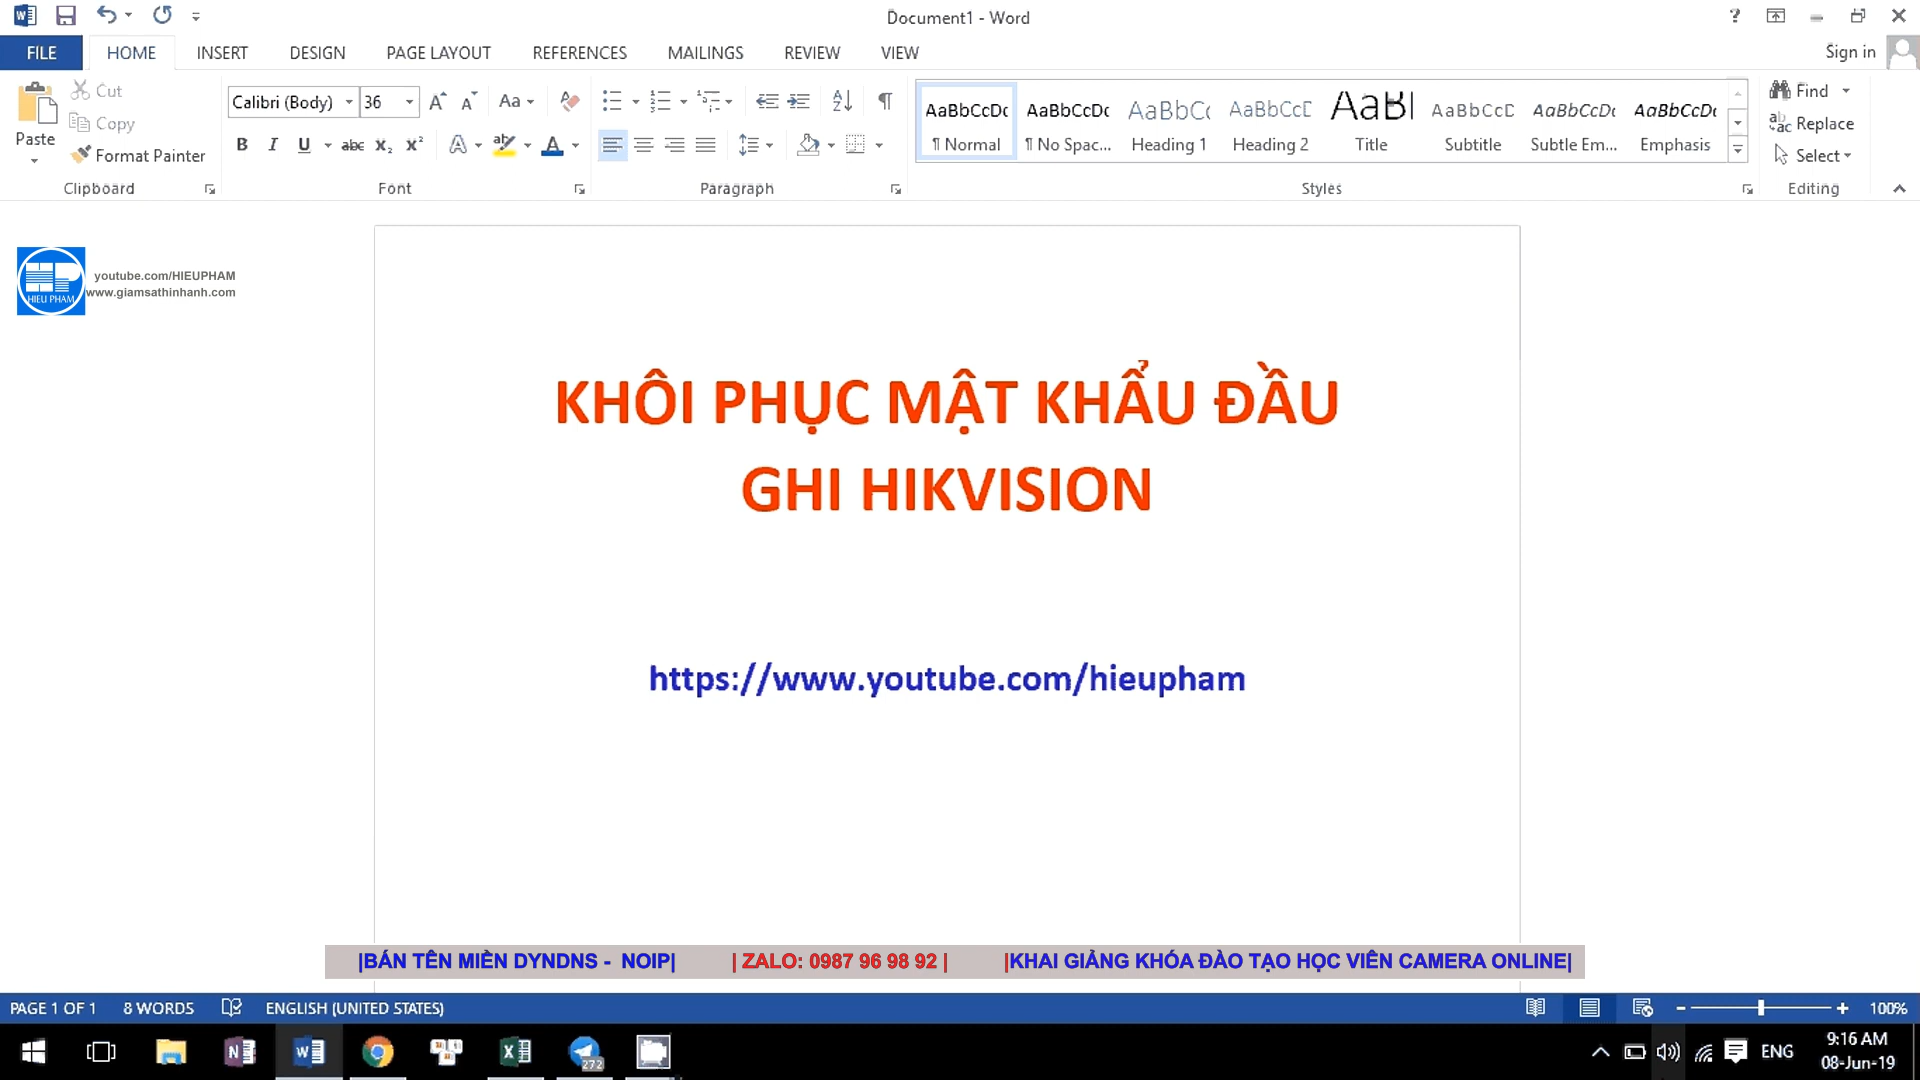 Document1 - Word
FILE HOME INSERT DESIGN PAGE LAYOUT REFERENCES MAILINGS REVIEW VIEW Sign in
Paste
Cut
Copy
Format Painter
Clipboard
Calibri (Body) 36
Font
Paragraph
AaBbCcDc AaBbCcDc AaBbCc AaBbCcD AaBl AaBbCcD AaBbCcDc AaBbCcDc
¶ Normal ¶ No Spac... Heading 1 Heading 2 Title Subtitle Subtle Em... Emphasis
Styles
Find
Replace
Select
Editing
HIEU PHAM
youtube.com/HIEUPHAM
www.giamsathinhanh.com
KHÔI PHỤC MẬT KHẨU ĐẦU
GHI HIKVISION
https://www.youtube.com/hieupham
|BÁN TÊN MIỀN DYNDNS - NOIP| | ZALO: 0987 96 98 92 | |KHAI GIẢNG KHÓA ĐÀO TẠO HỌC VIÊN CAMERA ONLINE|
PAGE 1 OF 1 8 WORDS ENGLISH (UNITED STATES) 100%
272
ENG
9:16 AM
08-Jun-19